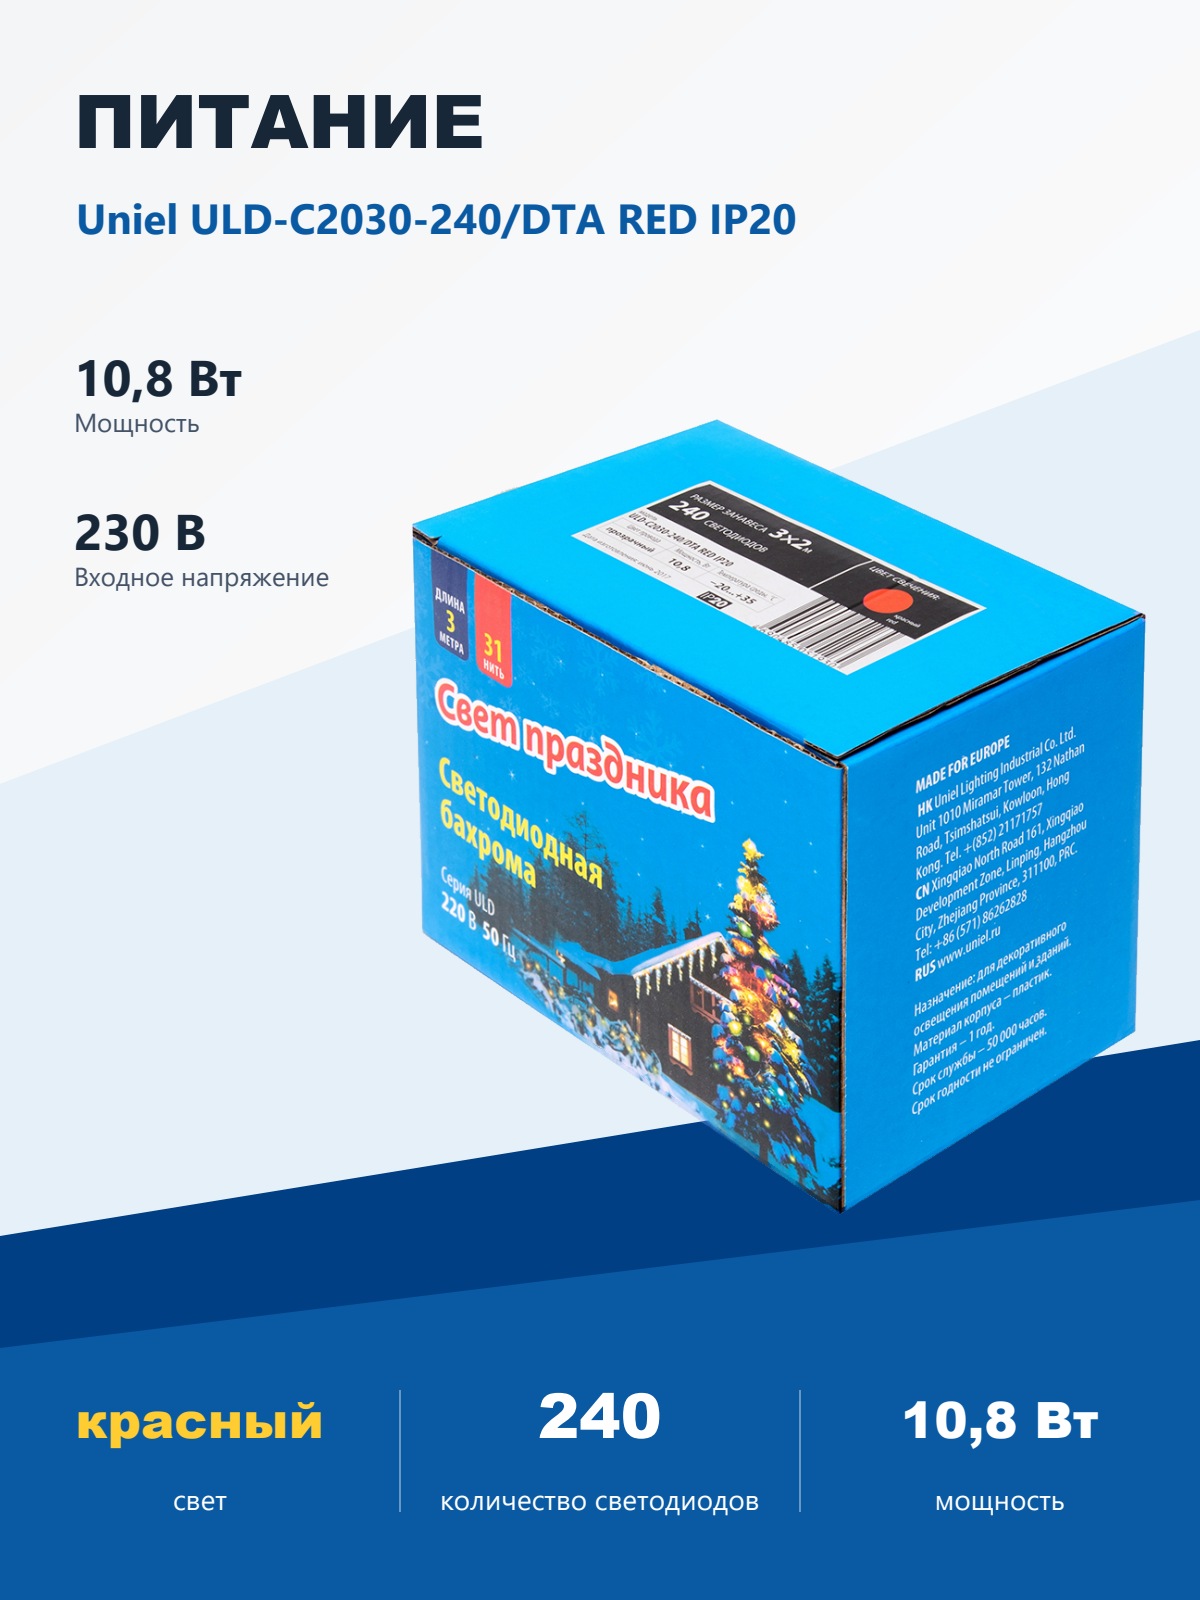 ПИТАНИЕ
Uniel ULD-C2030-240/DTA RED IP20
10,8 Вт
Мощность
230 В
Входное напряжение
РАЗМЕР ЗАНАВЕСА 3x2м
240 СВЕТОДИОДОВ
ЦВЕТ СВЕЧЕНИЯ:
красный
red
ULD-C2030-240/DTA RED IP20
прозрачный
10.8
-20...+35
IP20
ДЛИНА
3
МЕТРА
31
НИТЬ
Свет праздника
Светодиодная
бахрома
Серия ULD
220 В 50 Гц
MADE FOR EUROPE
HK Uniel Lighting Industrial Co. Ltd.
Unit 1010 Miramar Tower, 132 Nathan
Road, Tsimshatsui, Kowloon, Hong
Kong. Tel. +(852) 21171757
CN Xingqiao North Road 161, Xingqiao
Development Zone, Linping, Hangzhou
City, Zhejiang Province, 311100, PRC.
Tel: +86 (571) 86262828
RUS www.uniel.ru
Назначение: для декоративного
освещения помещений и зданий.
Материал корпуса – пластик.
Гарантия – 1 год.
Срок службы – 50 000 часов.
Срок годности не ограничен.
красный
свет
240
количество светодиодов
10,8 Вт
мощность